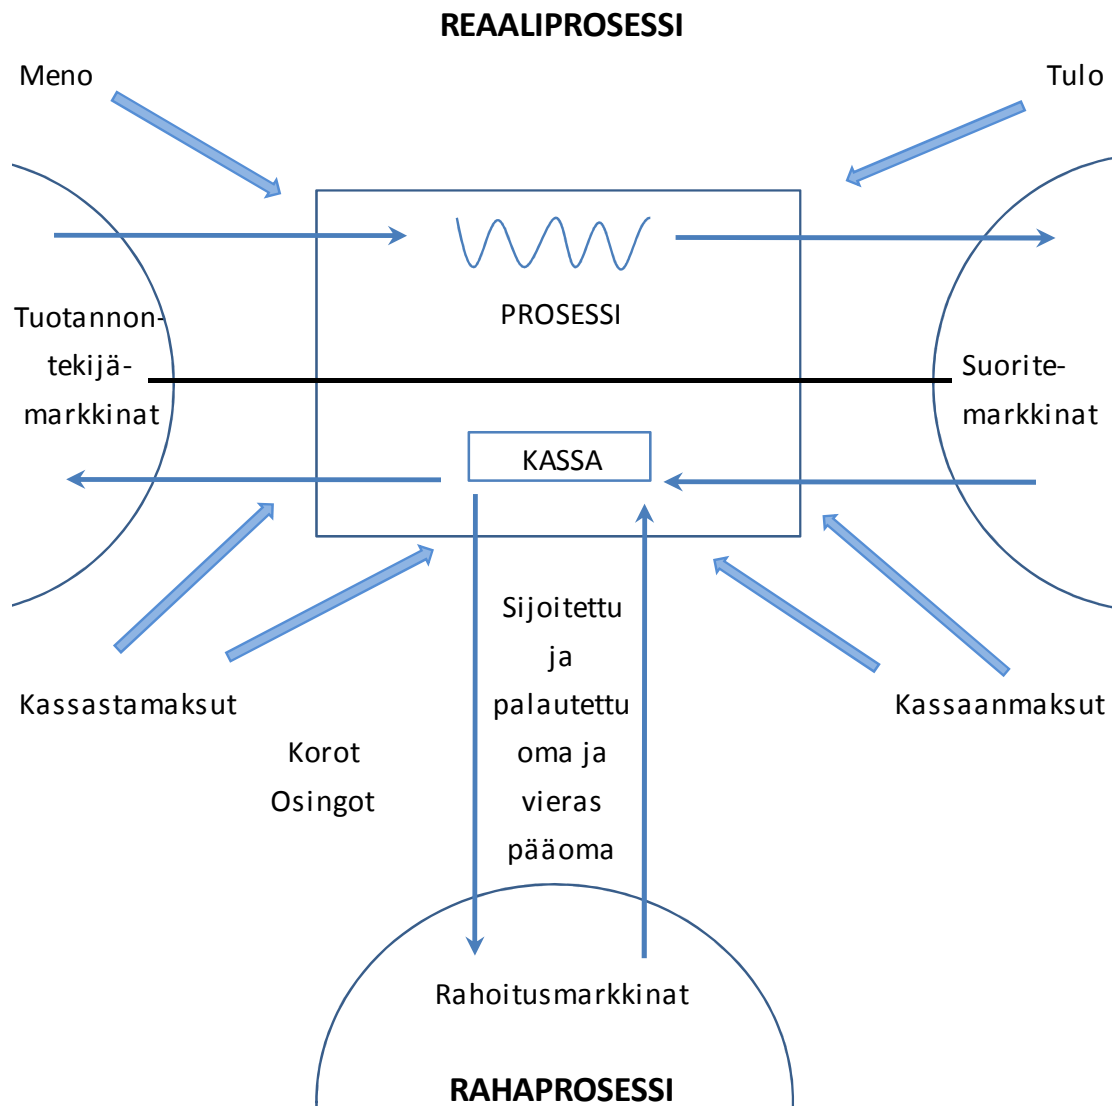 REAALIPROSESSI
Meno
Tulo
PROSESSI
Tuotannon-
tekijä-
markkinat
Suorite-
markkinat
KASSA
Sijoitettu
ja
palautettu
oma ja
vieras
pääoma
Kassastamaksut
Kassaanmaksut
Korot
Osingot
Rahoitusmarkkinat
RAHAPROSESSI